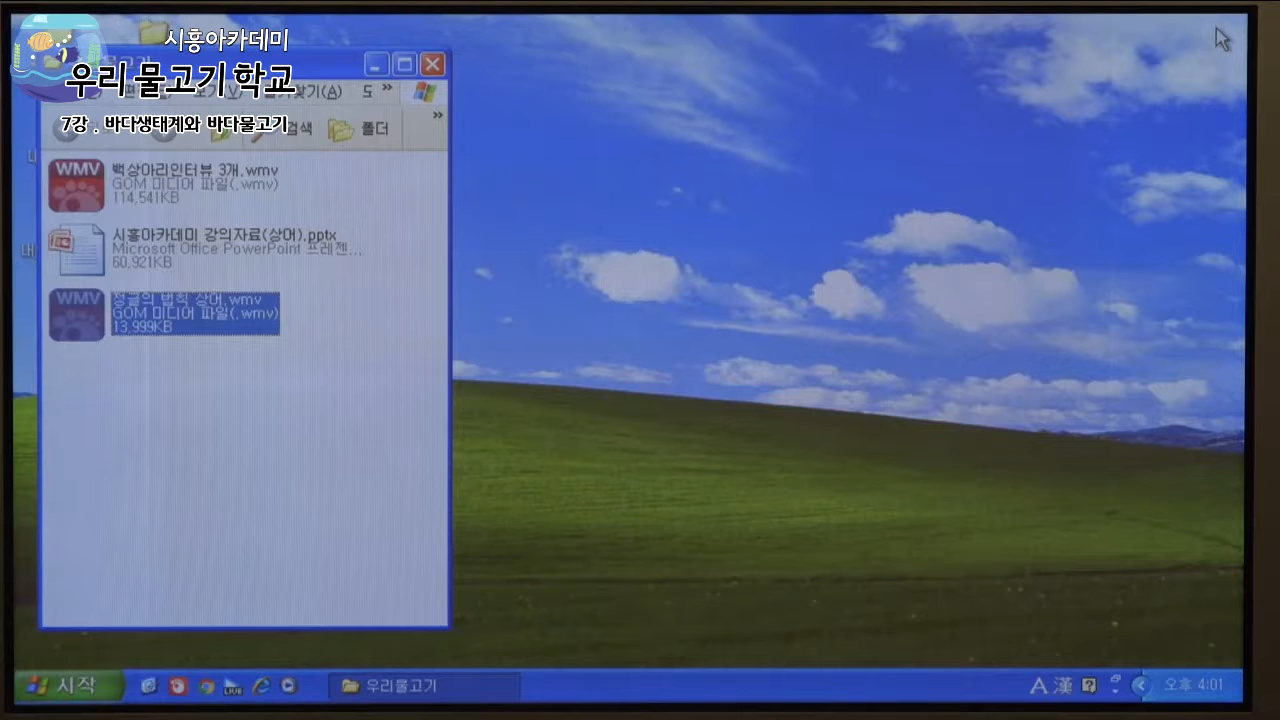 시흥아카데미
우리 물고기 학교
7강 . 바다생태계와 바다물고기
찾기(A)
도 »
»
검색
폴더
WMV
백상아리인터뷰 3개.wmv
GOM 미디어 파일(.wmv)
114,541KB
시흥아카데미 강의자료(상어).pptx
Microsoft Office PowerPoint 프레젠...
60,921KB
WMV
정글의 법칙 상어.wmv
GOM 미디어 파일(.wmv)
13,999KB
시작
LIVE
우리물고기
A 漢
오후 4:01